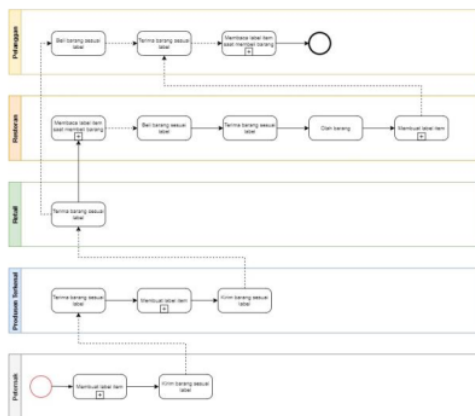 Pelanggan
Beli barang sesuai
label
Terima barang sesuai
label
Membaca label item
saat membeli barang
Restoran
Membaca label item
saat membeli barang
Beli barang sesuai
label
Terima barang sesuai
label
Olah barang
Membuat label item
Retail
Terima barang sesuai
label
Produsen Terkenal
Terima barang sesuai
label
Membuat label item
Kirim barang sesuai
label
Peternak
Membuat label item
Kirim barang sesuai
label